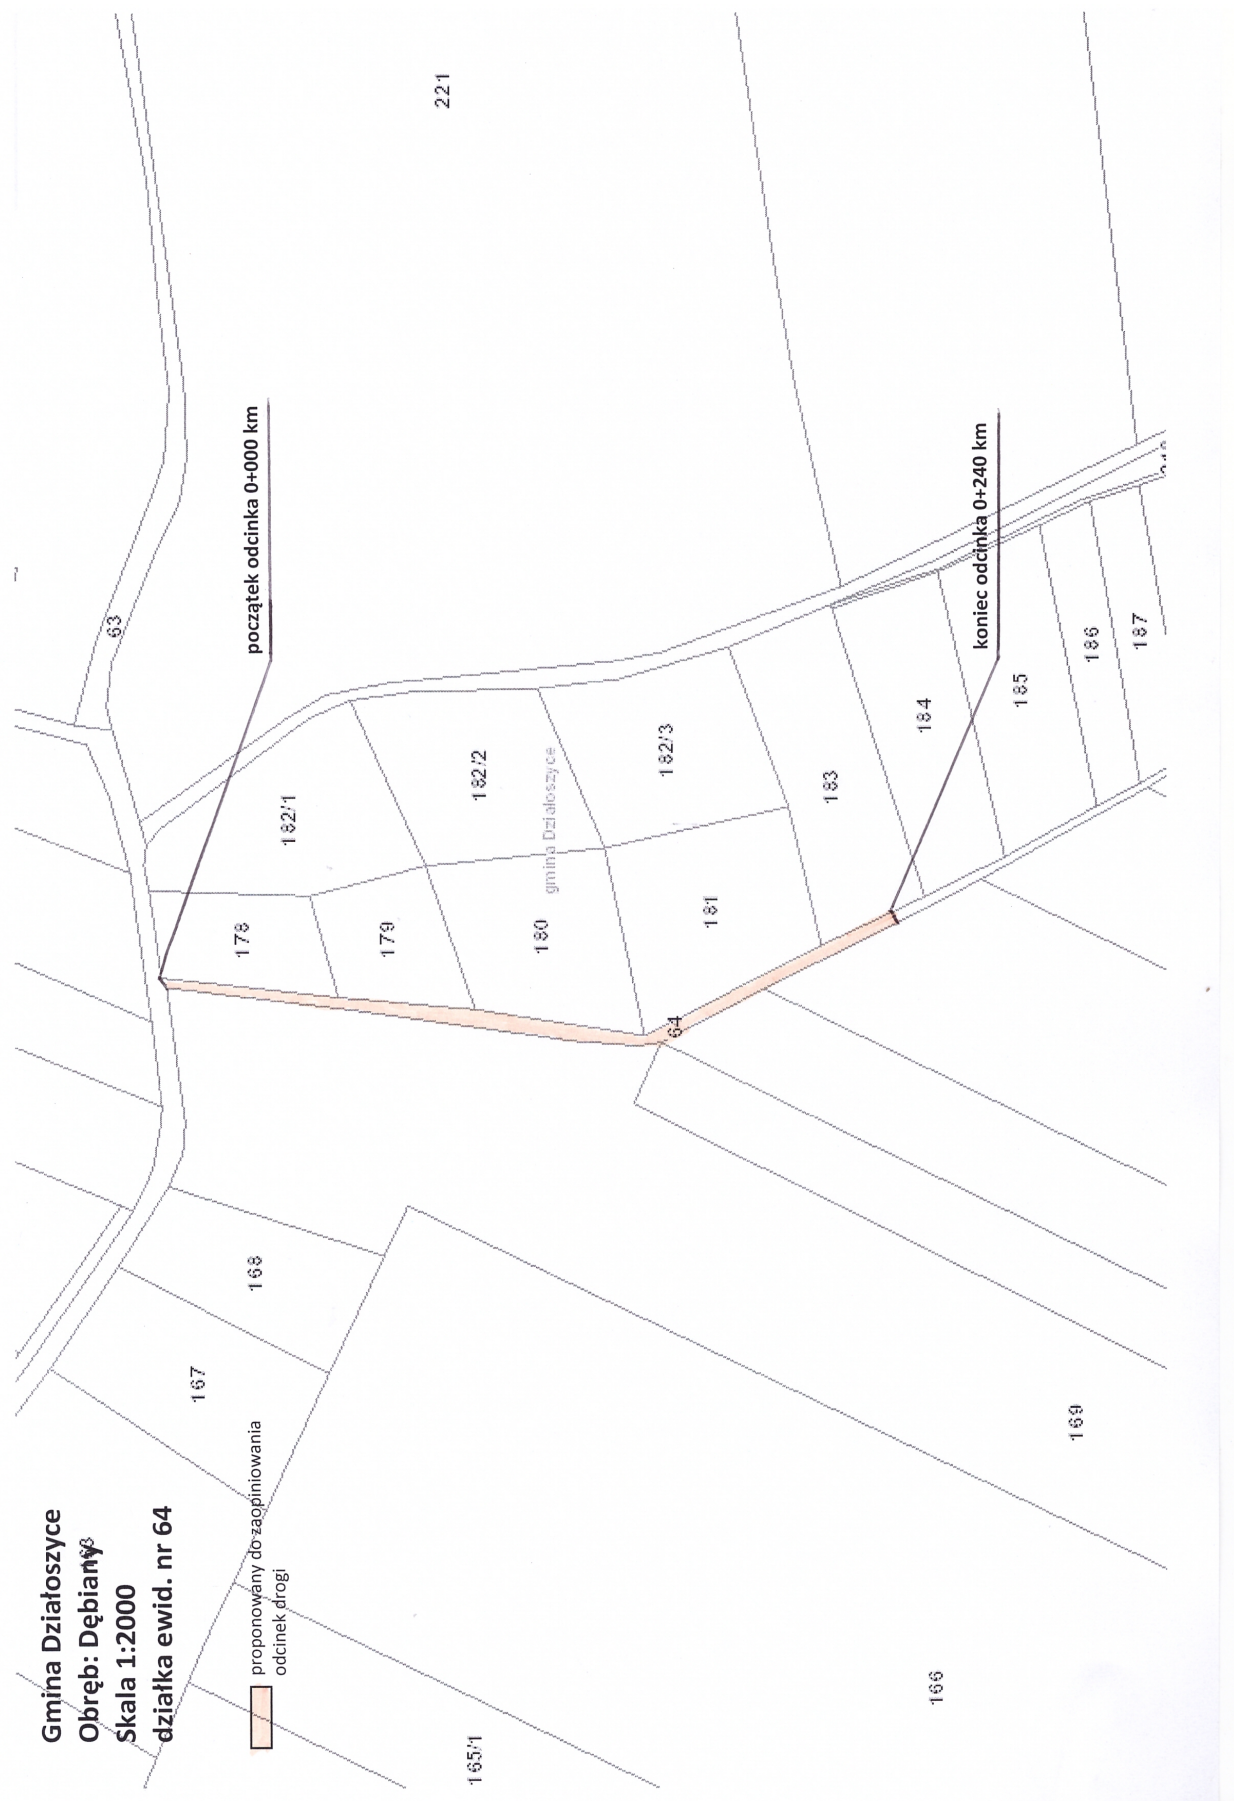 Gmina Działoszyce
Obręb: Dębiany
Skala 1:2000
działka ewid. nr 64
proponowany do zaopiniowania
odcinek drogi
początek odcinka 0+000 km
koniec odcinka 0+240 km
gmina Działoszyce
221
63
182/1
182/2
182/3
178
179
180
181
183
184
185
186
187
64
168
167
169
166
165/1